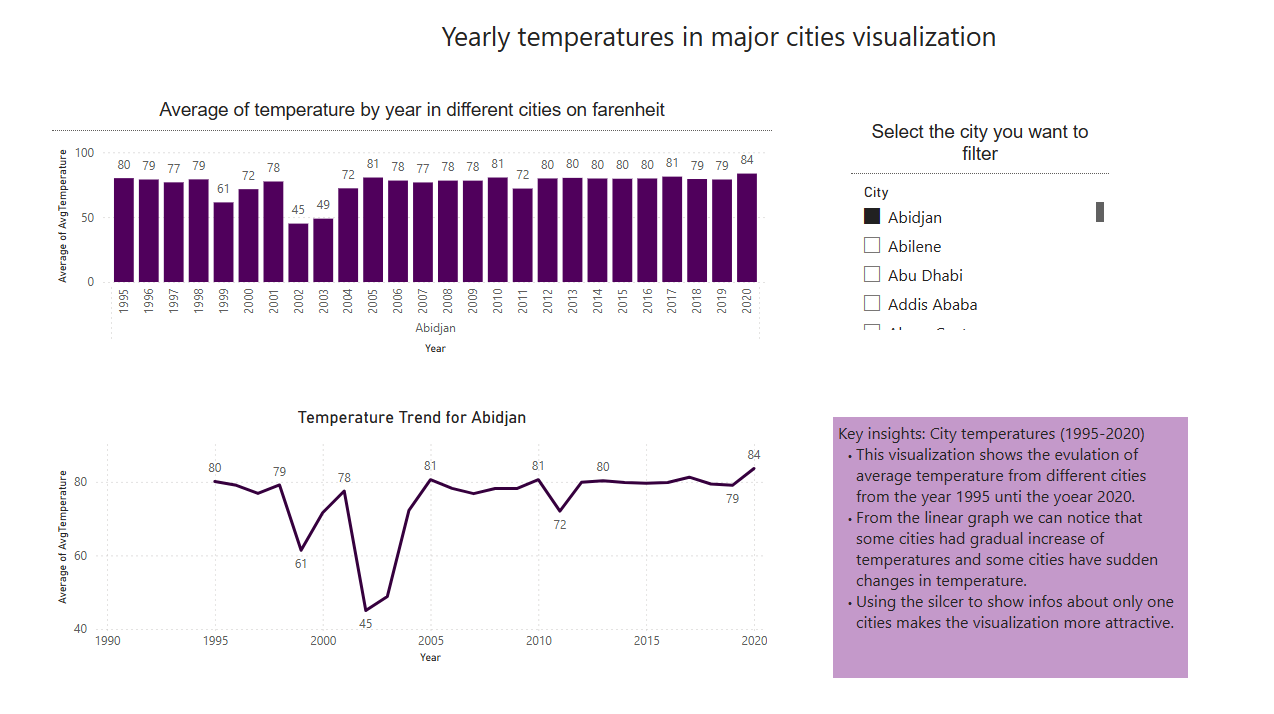 Yearly temperatures in major cities visualization
Average of temperature by year in different cities on farenheit
Average of AvgTemperature
100
50
0
80 79 77 79 61 72 78 45 49 72 81 78 77 78 78 81 72 80 80 80 80 80 81 79 79 84
1995 1996 1997 1998 1999 2000 2001 2002 2003 2004 2005 2006 2007 2008 2009 2010 2011 2012 2013 2014 2015 2016 2017 2018 2019 2020
Abidjan
Year
Select the city you want to
filter
City
Abidjan
Abilene
Abu Dhabi
Addis Ababa
Temperature Trend for Abidjan
Average of AvgTemperature
80
60
40
80 79 61 78 45 81 81 72 80 79 84
1990 1995 2000 2005 2010 2015 2020
Year
Key insights: City temperatures (1995-2020)
• This visualization shows the evulation of
average temperature from different cities
from the year 1995 unti the yoear 2020.
• From the linear graph we can notice that
some cities had gradual increase of
temperatures and some cities have sudden
changes in temperature.
• Using the silcer to show infos about only one
cities makes the visualization more attractive.